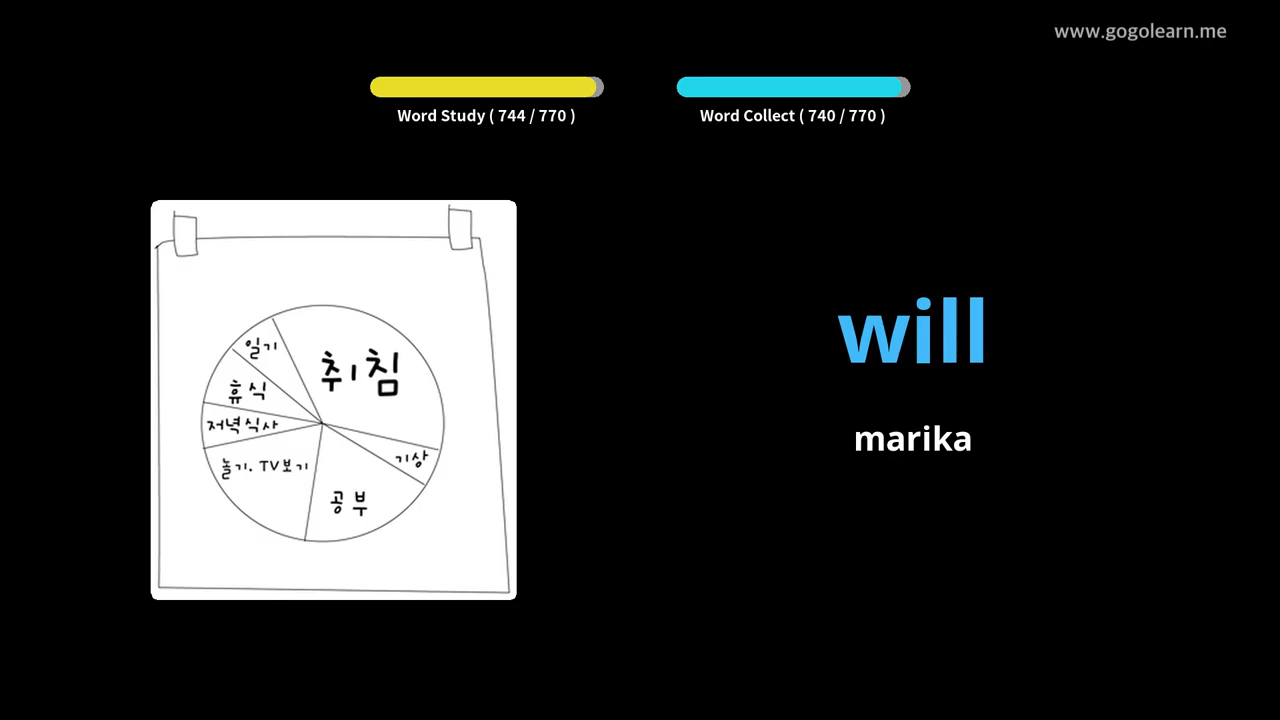 www.gogolearn.me
Word Study ( 744 / 770 )
Word Collect ( 740 / 770 )
일기
취침
휴식
저녁식사
놀기. TV보기
기상
공부
will
marika